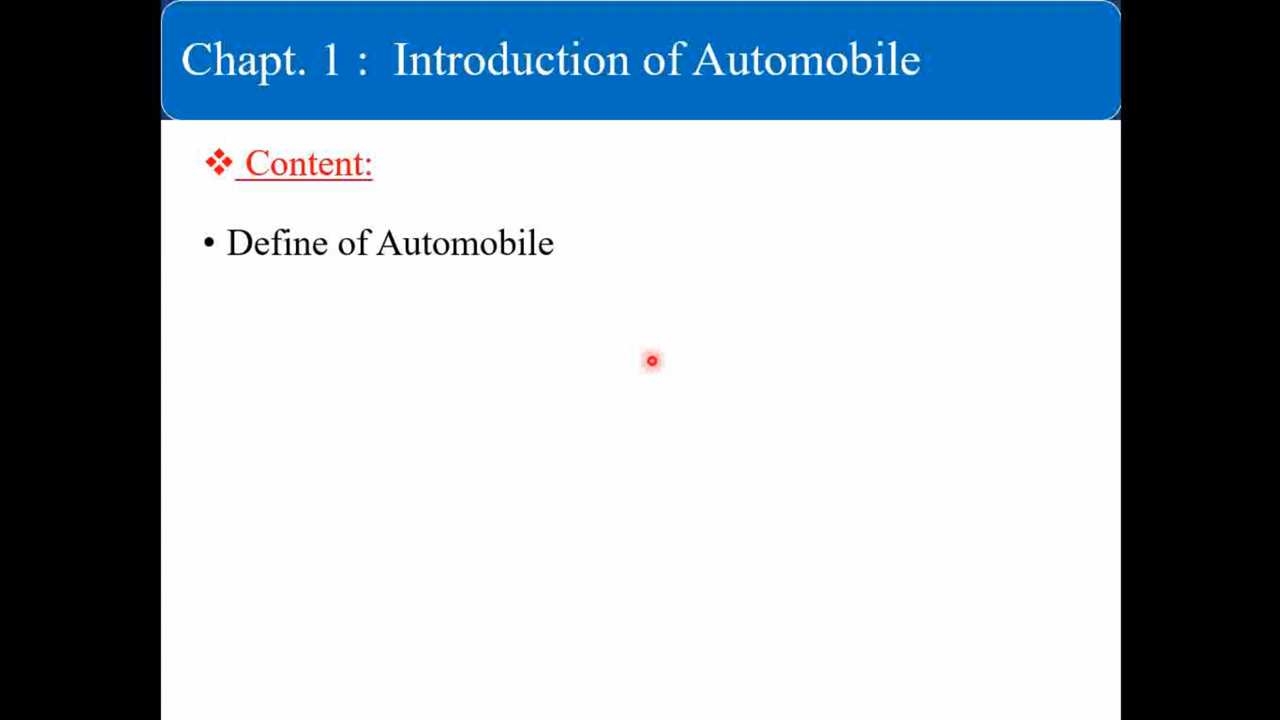 Chapt. 1 : Introduction of Automobile
❖ Content:
• Define of Automobile